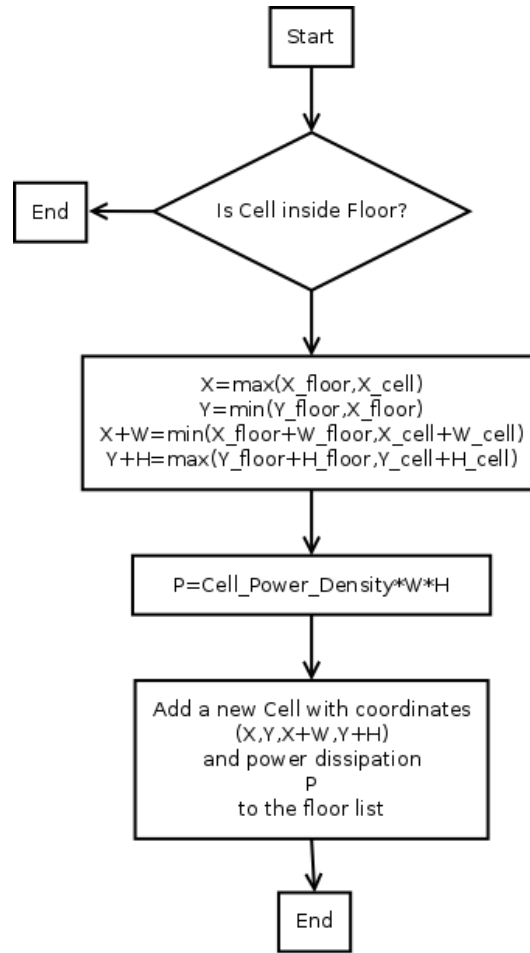 Start
Is Cell inside Floor?
End
X=max(X_floor,X_cell)
Y=min(Y_floor,X_floor)
X+W=min(X_floor+W_floor,X_cell+W_cell)
Y+H=max(Y_floor+H_floor,Y_cell+H_cell)
P=Cell_Power_Density*W*H
Add a new Cell with coordinates
(X,Y,X+W,Y+H)
and power dissipation
P
to the floor list
End